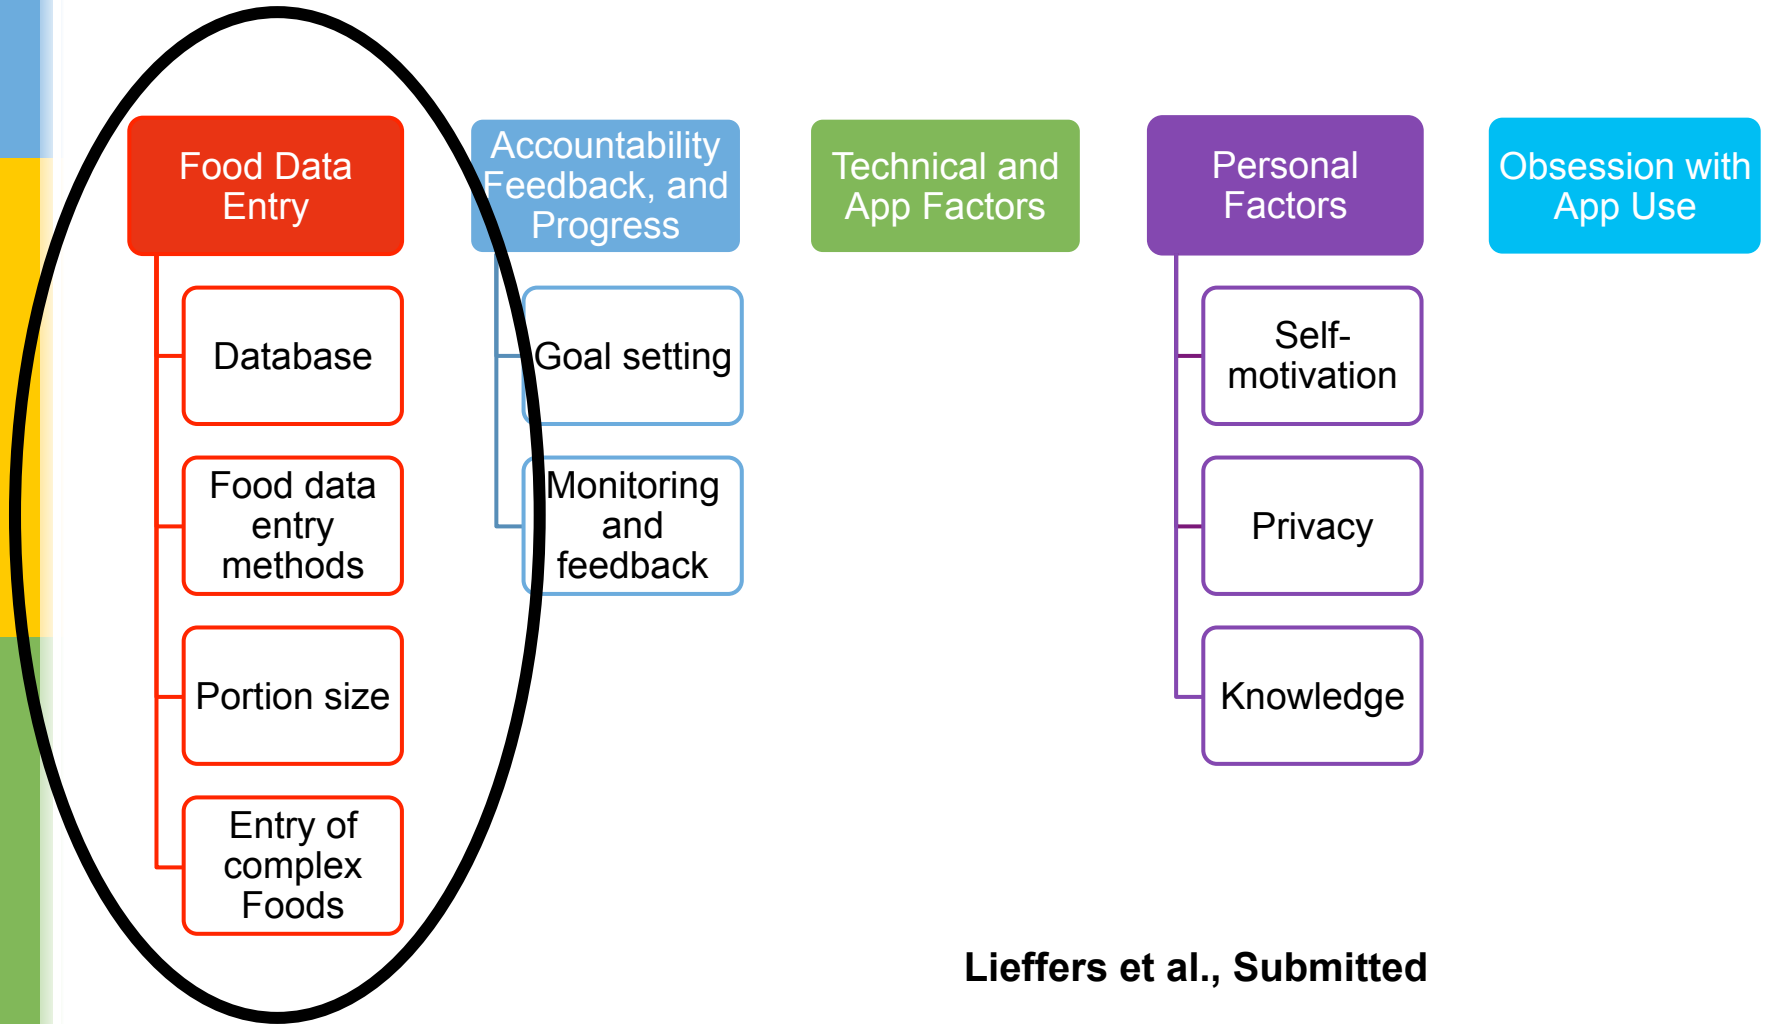 Food Data
Entry
Database
Food data
entry
methods
Portion size
Entry of
complex
Foods
Accountability
Feedback, and
Progress
Goal setting
Monitoring
and
feedback
Technical and
App Factors
Personal
Factors
Self-
motivation
Privacy
Knowledge
Obsession with
App Use
Lieffers et al., Submitted